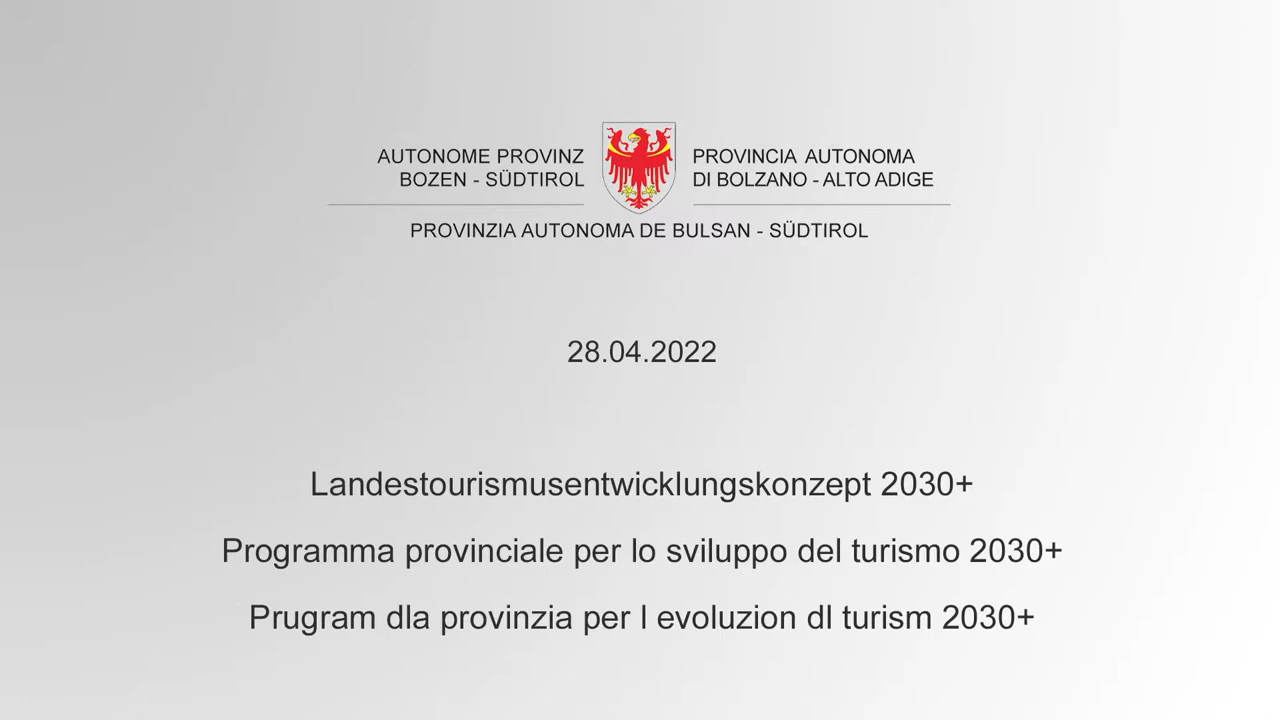 AUTONOME PROVINZ
BOZEN - SÜDTIROL
PROVINCIA AUTONOMA
DI BOLZANO - ALTO ADIGE
PROVINZIA AUTONOMA DE BULSAN - SÜDTIROL
28.04.2022
Landestourismusentwicklungskonzept 2030+
Programma provinciale per lo sviluppo del turismo 2030+
Prugram dla provinzia per l evoluzion dl turism 2030+